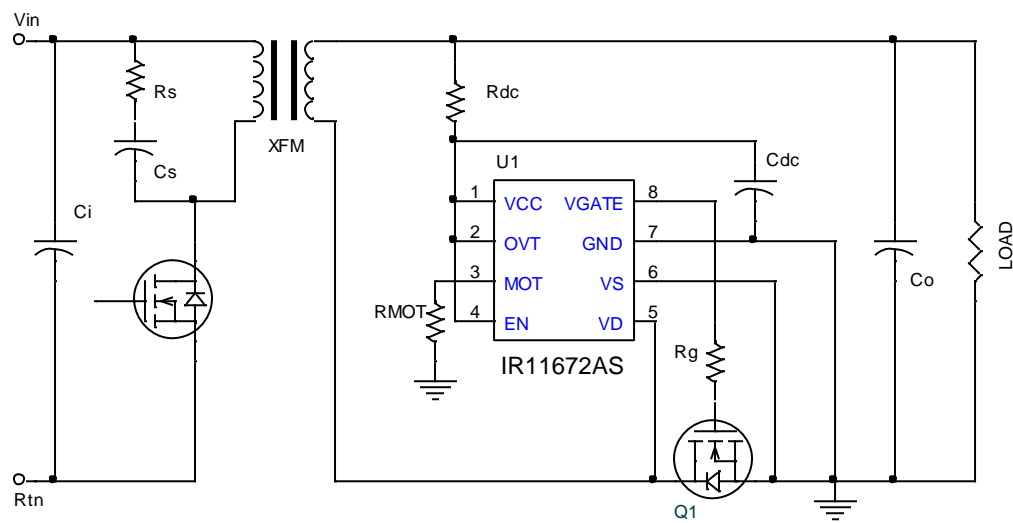 Vin
Rs
Cs
Ci
Rtn
XFM
Rdc
Cdc
U1
1 VCC VGATE 8
2 OVT GND 7
3 MOT VS 6
4 EN VD 5
IR11672AS
RMOT
Rg
Q1
Co
LOAD